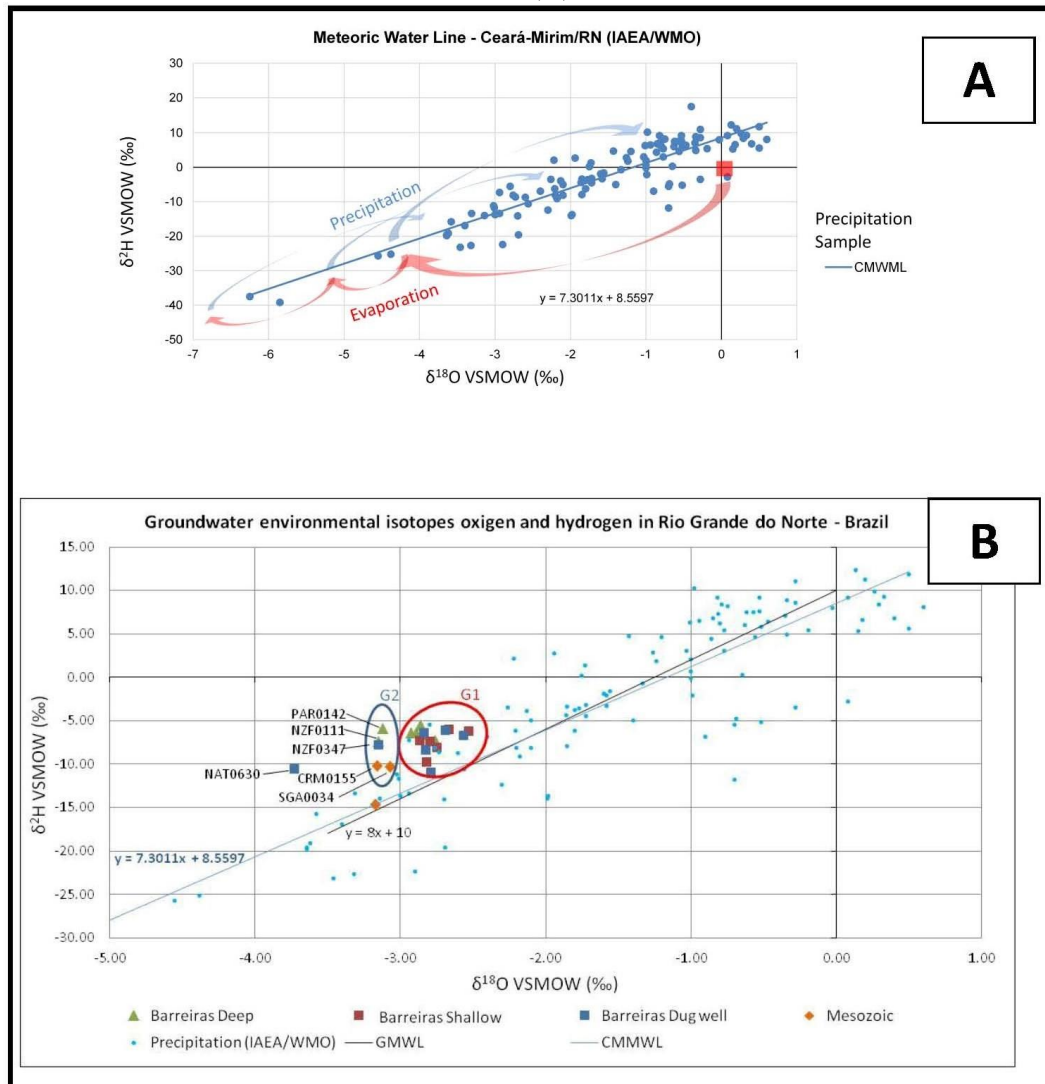 Meteoric Water Line - Ceará-Mirim/RN (IAEA/WMO)
A
30
20
10
0
-10
-20
-30
-40
-50
δ²H VSMOW (‰)
Precipitation
Evaporation
y = 7.3011x + 8.5597
Precipitation
Sample
CMWML
-7
-6
-5
-4
-3
-2
-1
0
1
δ¹⁸O VSMOW (‰)
Groundwater environmental isotopes oxigen and hydrogen in Rio Grande do Norte - Brazil
B
15.00
10.00
5.00
0.00
-5.00
-10.00
-15.00
-20.00
-25.00
-30.00
δ²H VSMOW (‰)
G2
G1
PAR0142
NZF0111
NZF0347
NAT0630
CRM0155
SGA0034
y = 8x + 10
y = 7.3011x + 8.5597
-5.00
-4.00
-3.00
-2.00
-1.00
0.00
1.00
δ¹⁸O VSMOW (‰)
Barreiras Deep
Barreiras Shallow
Barreiras Dug well
Mesozoic
Precipitation (IAEA/WMO)
GMWL
CMMWL